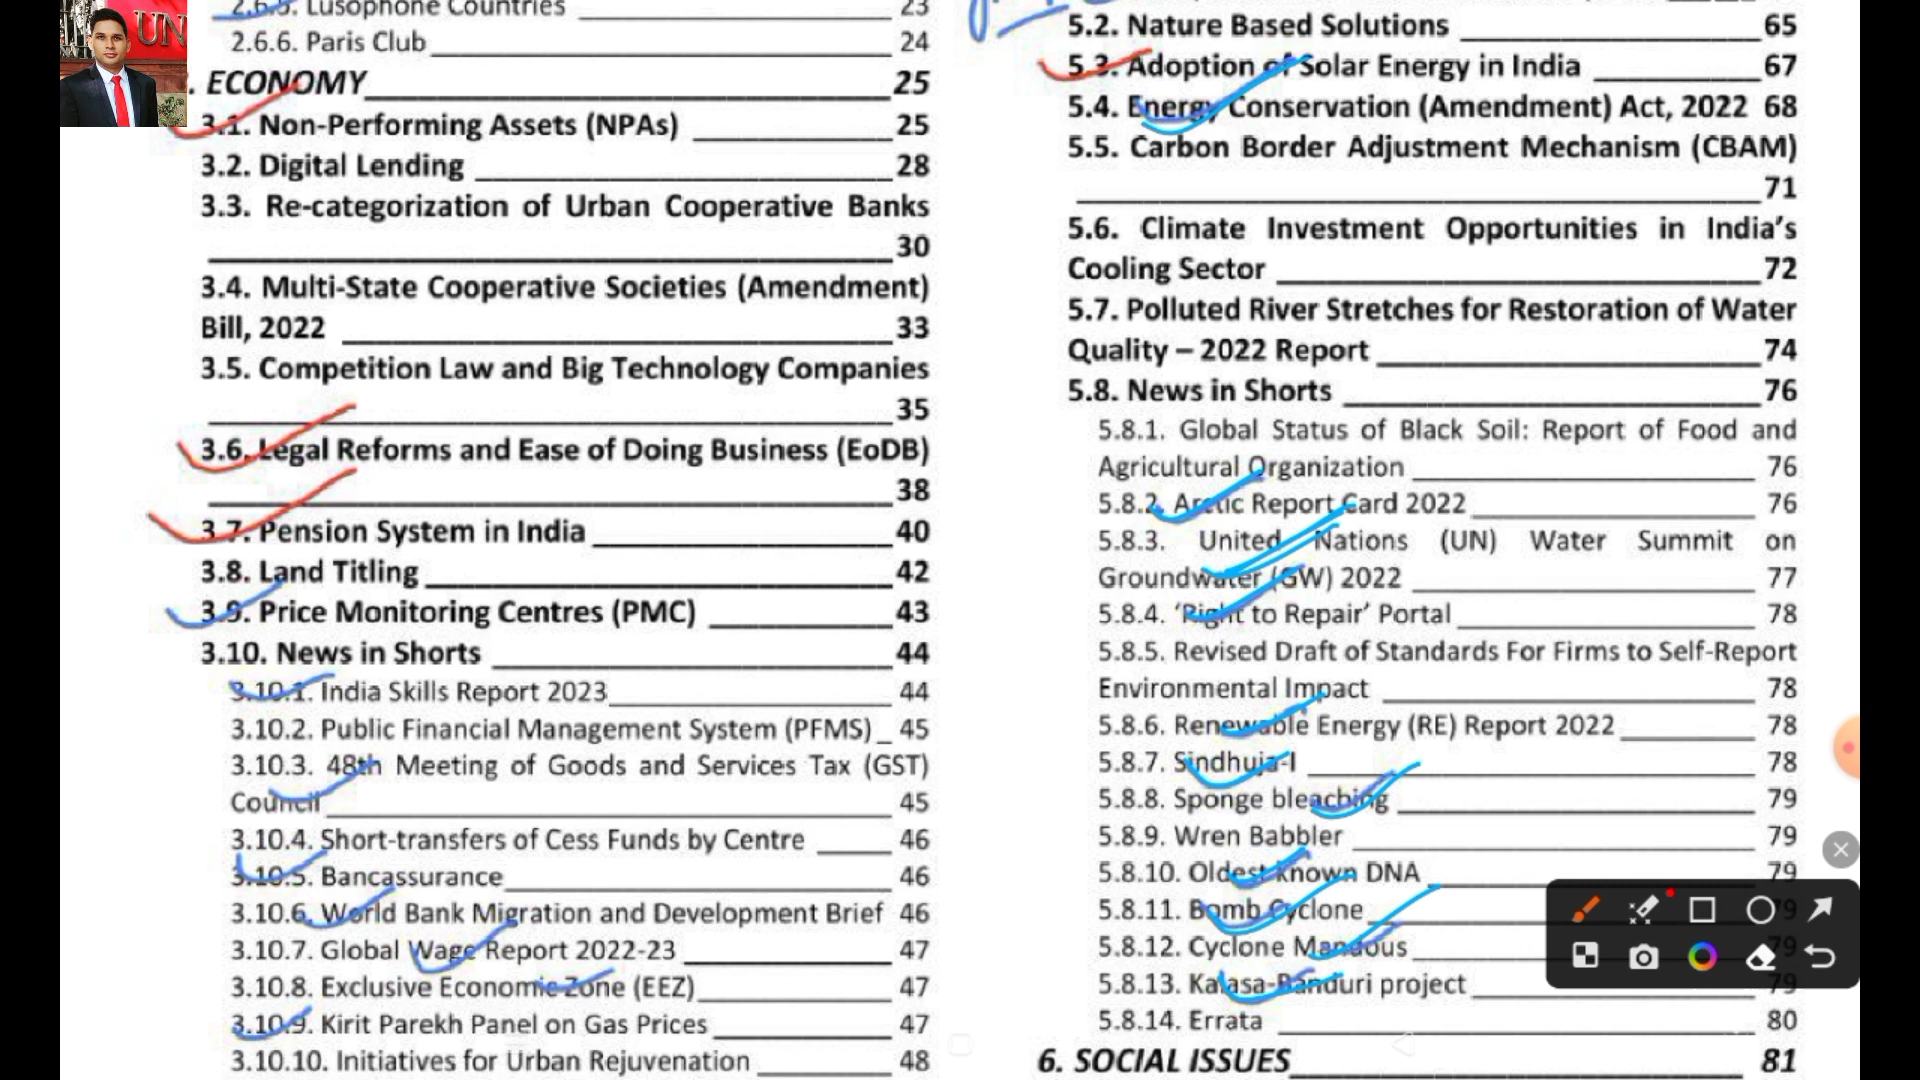 UN
2.6.5. Lusophone Countries 23
2.6.6. Paris Club 24
. ECONOMY 25
3.1. Non-Performing Assets (NPAs) 25
3.2. Digital Lending 28
3.3. Re-categorization of Urban Cooperative Banks
30
3.4. Multi-State Cooperative Societies (Amendment)
Bill, 2022 33
3.5. Competition Law and Big Technology Companies
35
3.6. Legal Reforms and Ease of Doing Business (EoDB)
38
3.7. Pension System in India 40
3.8. Land Titling 42
3.9. Price Monitoring Centres (PMC) 43
3.10. News in Shorts 44
3.10.1. India Skills Report 2023 44
3.10.2. Public Financial Management System (PFMS) _ 45
3.10.3. 48th Meeting of Goods and Services Tax (GST)
Council 45
3.10.4. Short-transfers of Cess Funds by Centre 46
3.10.5. Bancassurance 46
3.10.6. World Bank Migration and Development Brief 46
3.10.7. Global Wage Report 2022-23 47
3.10.8. Exclusive Economic Zone (EEZ) 47
3.10.9. Kirit Parekh Panel on Gas Prices 47
3.10.10. Initiatives for Urban Rejuvenation 48
5.2. Nature Based Solutions 65
5.3. Adoption of Solar Energy in India 67
5.4. Energy Conservation (Amendment) Act, 2022 68
5.5. Carbon Border Adjustment Mechanism (CBAM)
71
5.6. Climate Investment Opportunities in India's
Cooling Sector 72
5.7. Polluted River Stretches for Restoration of Water
Quality – 2022 Report 74
5.8. News in Shorts 76
5.8.1. Global Status of Black Soil: Report of Food and
Agricultural Organization 76
5.8.2. Arctic Report Card 2022 76
5.8.3. United Nations (UN) Water Summit on
Groundwater (GW) 2022 77
5.8.4. 'Right to Repair' Portal 78
5.8.5. Revised Draft of Standards For Firms to Self-Report
Environmental Impact 78
5.8.6. Renewable Energy (RE) Report 2022 78
5.8.7. Sindhuja-I 78
5.8.8. Sponge bleaching 79
5.8.9. Wren Babbler 79
5.8.10. Oldest known DNA 79
5.8.11. Bomb Cyclone 79
5.8.12. Cyclone Mandous 79
5.8.13. Kalasa-Banduri project 79
5.8.14. Errata 80
6. SOCIAL ISSUES 81